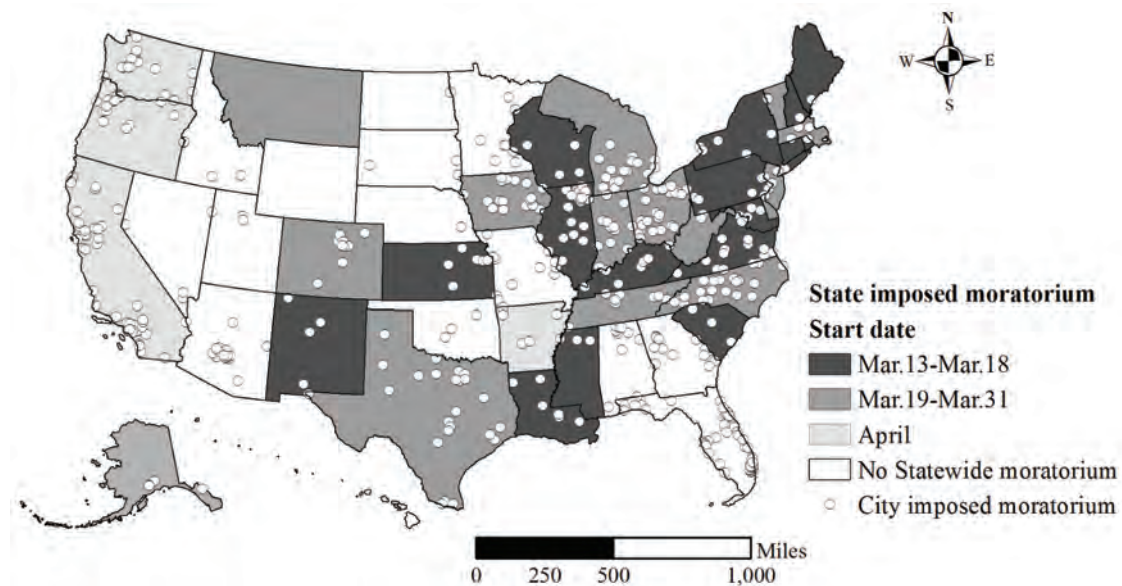 N
W E
S
State imposed moratorium
Start date
Mar.13-Mar.18
Mar.19-Mar.31
April
No Statewide moratorium
City imposed moratorium
Miles
0 250 500 1,000